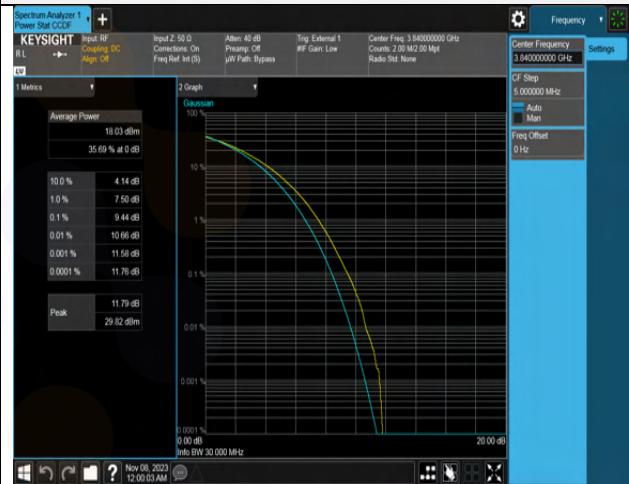 Spectrum Analyzer 1
Power Stat CCDF
+
Frequency
KEYSIGHT
R L
LW
Input: RF
Coupling: DC
Align: Off
Input Z: 50 Ω
Corrections: On
Freq Ref: Int (S)
Atten: 40 dB
Preamp: Off
µW Path: Bypass
Trig: External 1
#IF Gain: Low
Center Freq: 3.840000000 GHz
Counts: 2.00 M/2.00 Mpt
Radio Std: None
Center Frequency
3.840000000 GHz
Settings
CF Step
5.000000 MHz
Auto
Man
Freq Offset
0 Hz
1 Metrics
Average Power
18.03 dBm
35.69 % at 0 dB
10.0 % 4.14 dB
1.0 % 7.50 dB
0.1 % 9.44 dB
0.01 % 10.66 dB
0.001 % 11.58 dB
0.0001 % 11.76 dB
Peak
11.79 dB
29.82 dBm
2 Graph
Gaussian
100 %
10 %
1 %
0.1 %
0.01 %
0.001 %
0.0001 %
0.00 dB
20.00 dB
Info BW 30.000 MHz
?
Nov 08, 2023
12:00:03 AM